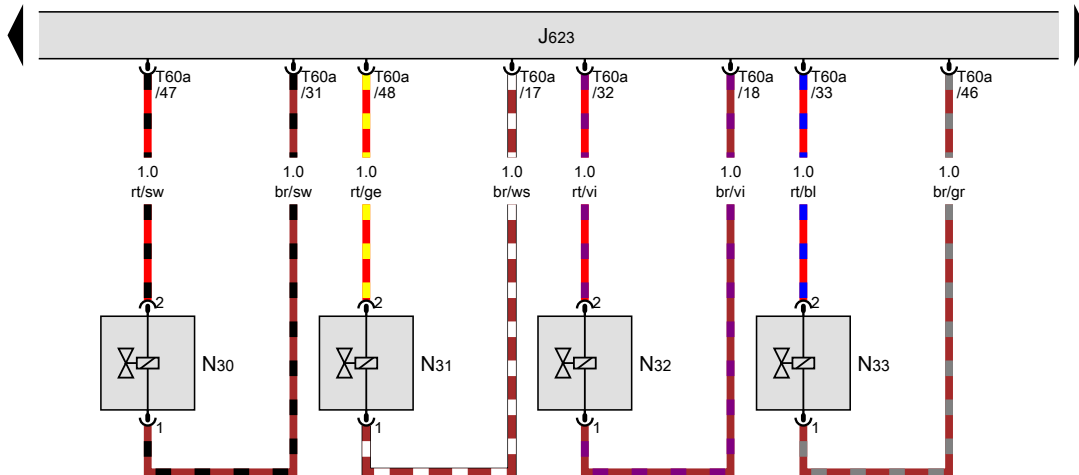 J623
T60a
/47
T60a
/31
T60a
/48
T60a
/17
T60a
/32
T60a
/18
T60a
/33
T60a
/46
1.0
rt/sw
1.0
br/sw
1.0
rt/ge
1.0
br/ws
1.0
rt/vi
1.0
br/vi
1.0
rt/bl
1.0
br/gr
2
2
2
2
N30
N31
N32
N33
1
1
1
1